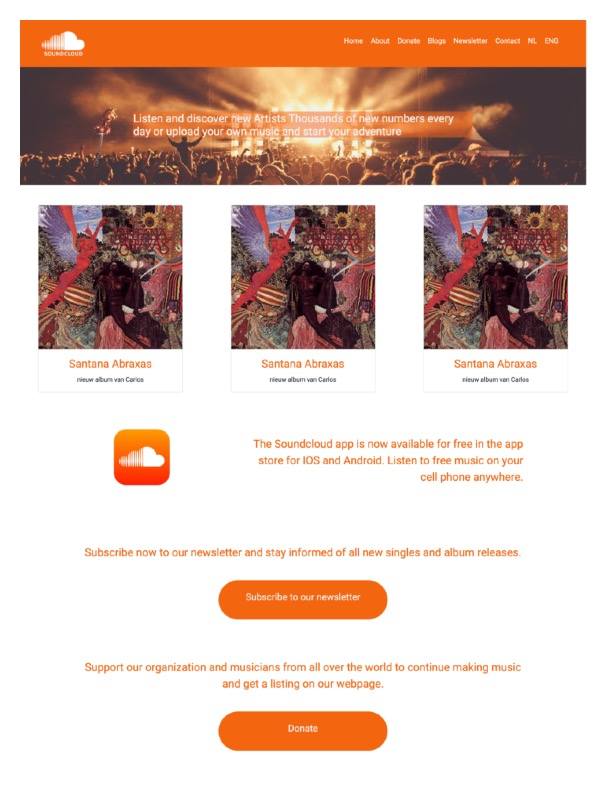 SOUNDCLOUD
Home About Donate Blogs Newsletter Contact NL ENG
Listen and discover new Artists Thousands of new numbers every
day or upload your own music and start your adventure
Santana Abraxas
nieuw album van Carlos
Santana Abraxas
nieuw album van Carlos
Santana Abraxas
nieuw album van Carlos
The Soundcloud app is now available for free in the app
store for IOS and Android. Listen to free music on your
cell phone anywhere.
Subscribe now to our newsletter and stay informed of all new singles and album releases.
Subscribe to our newsletter
Support our organization and musicians from all over the world to continue making music
and get a listing on our webpage.
Donate